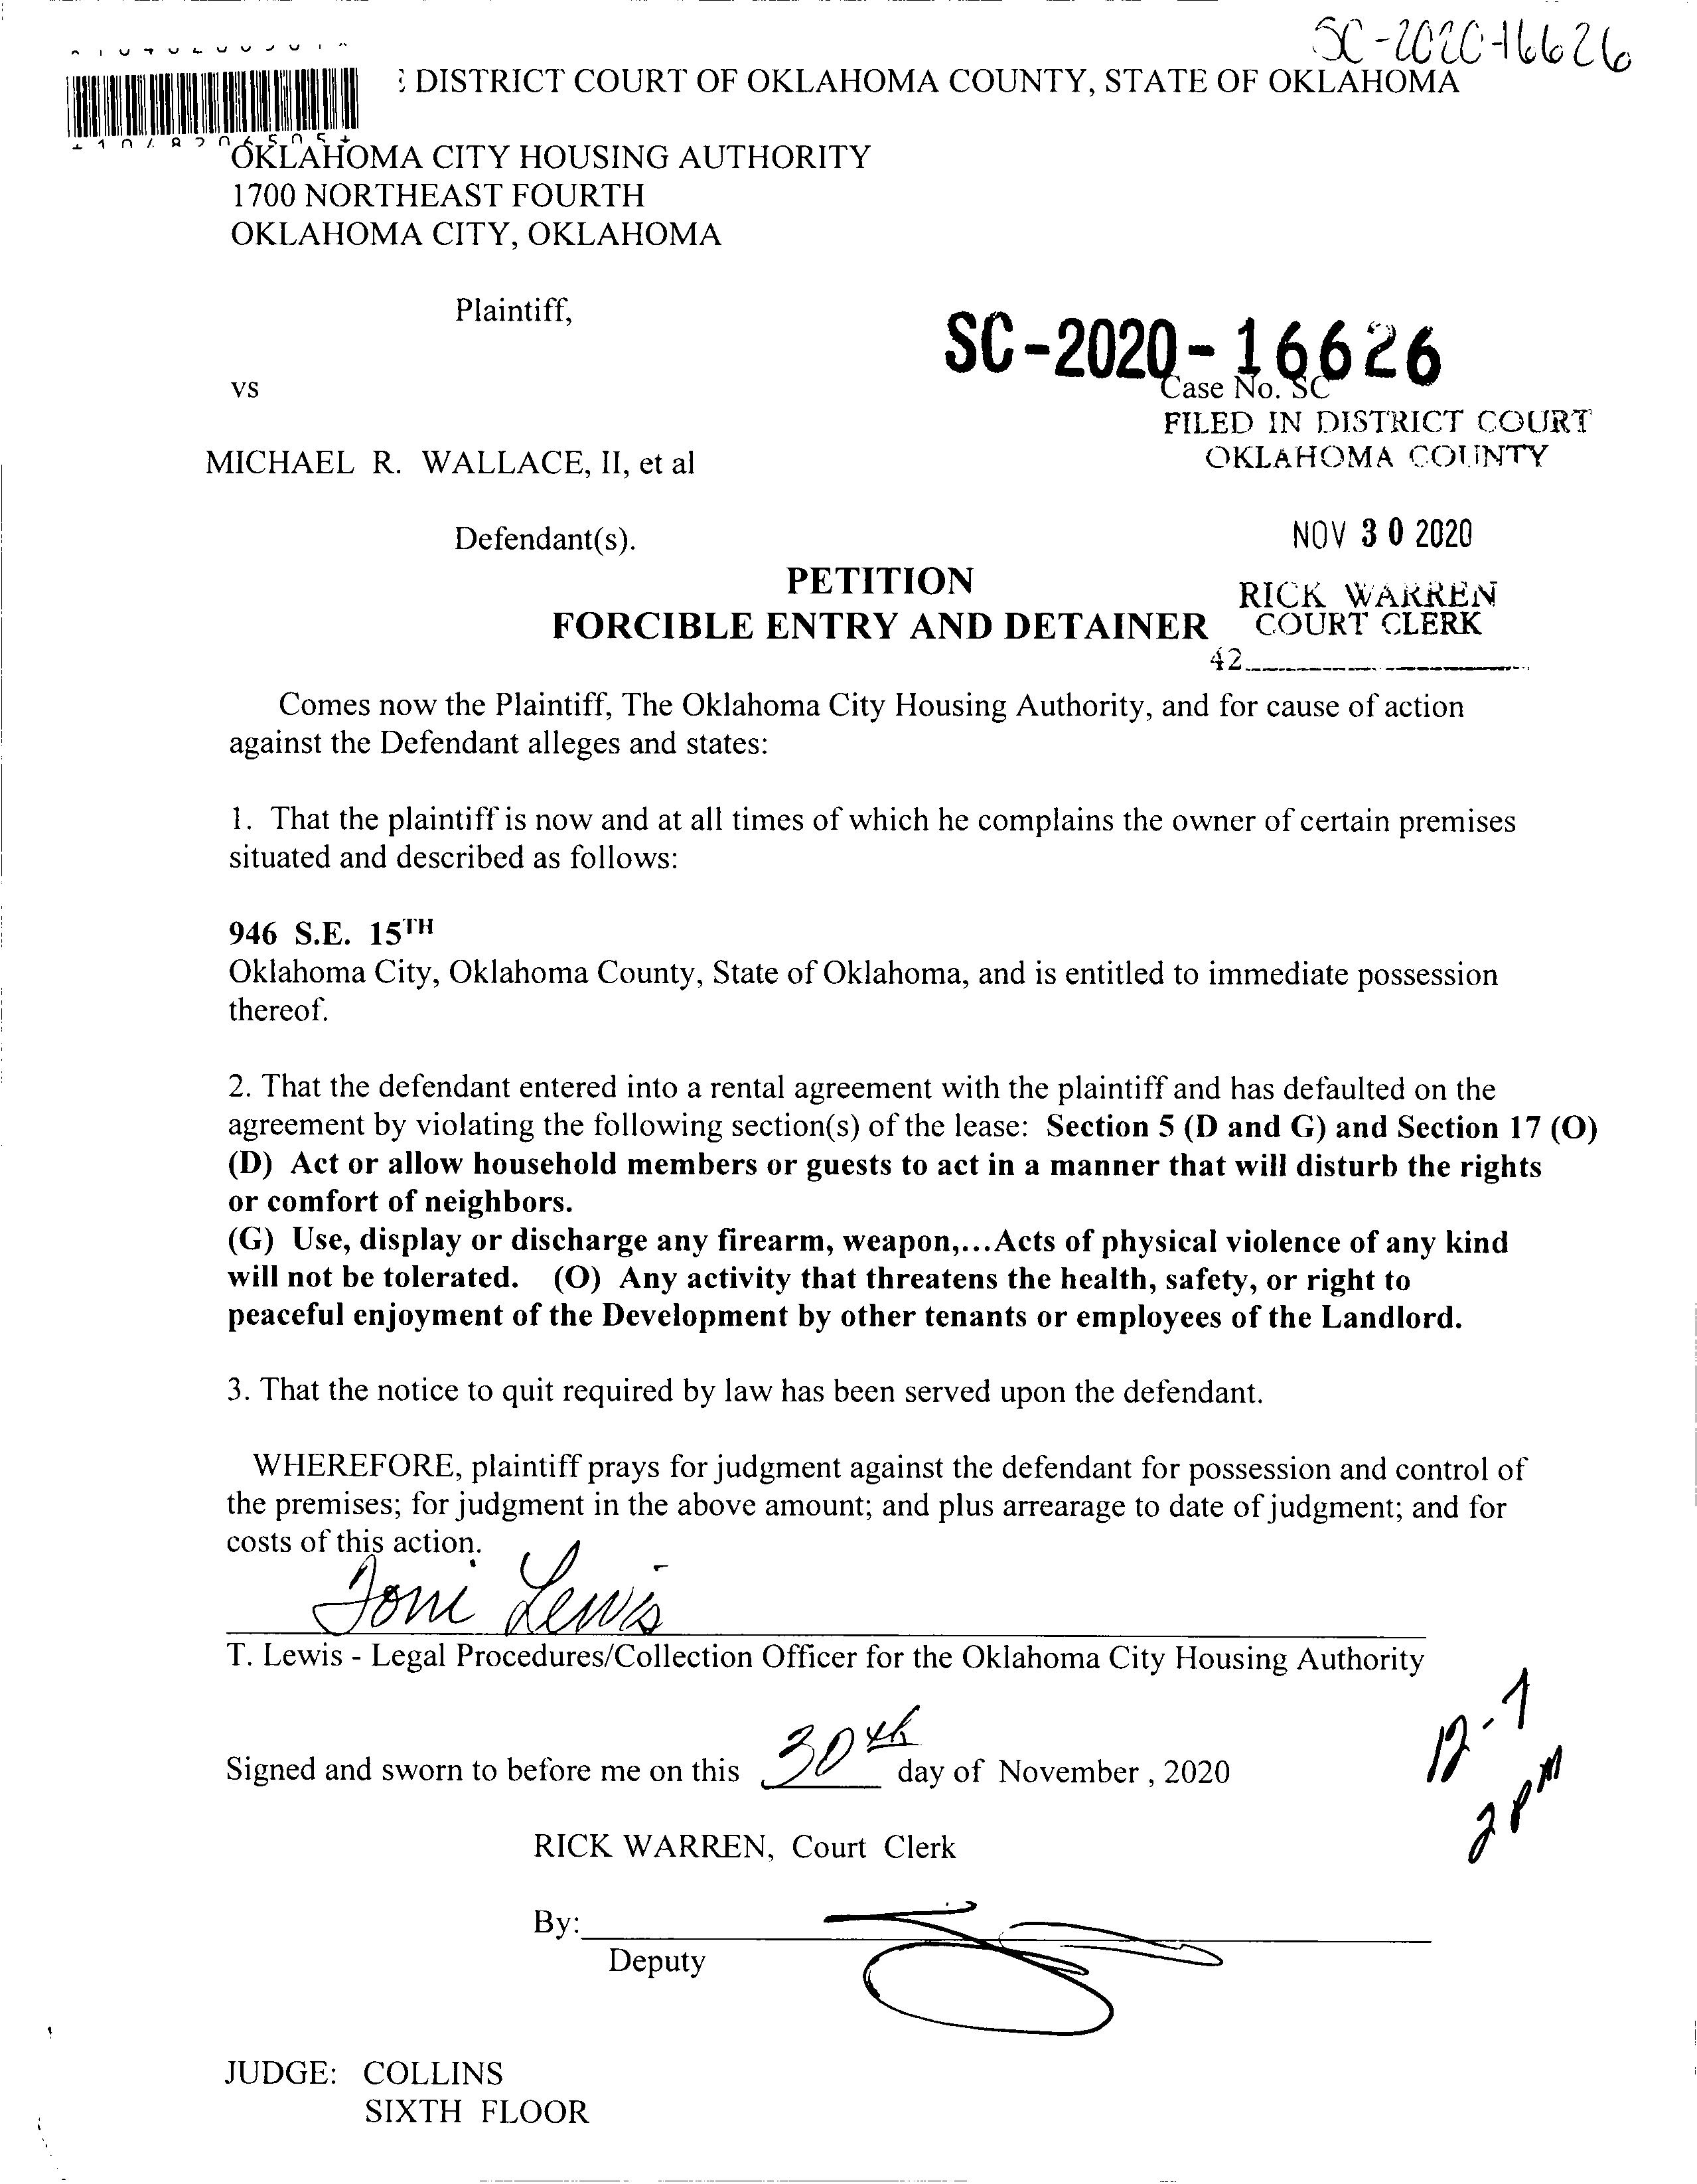 SC-2020-16626
DISTRICT COURT OF OKLAHOMA COUNTY, STATE OF OKLAHOMA
OKLAHOMA CITY HOUSING AUTHORITY
1700 NORTHEAST FOURTH
OKLAHOMA CITY, OKLAHOMA
Plaintiff,
SC-2020-16626
vs
Case No. SC
FILED IN DISTRICT COURT
OKLAHOMA COUNTY
MICHAEL R. WALLACE, II, et al
Defendant(s).
NOV 30 2020
PETITION
RICK WARREN
FORCIBLE ENTRY AND DETAINER
COURT CLERK
42
Comes now the Plaintiff, The Oklahoma City Housing Authority, and for cause of action
against the Defendant alleges and states:
1. That the plaintiff is now and at all times of which he complains the owner of certain premises
situated and described as follows:
946 S.E. 15TH
Oklahoma City, Oklahoma County, State of Oklahoma, and is entitled to immediate possession
thereof.
2. That the defendant entered into a rental agreement with the plaintiff and has defaulted on the
agreement by violating the following section(s) of the lease: Section 5 (D and G) and Section 17 (O)
(D) Act or allow household members or guests to act in a manner that will disturb the rights
or comfort of neighbors.
(G) Use, display or discharge any firearm, weapon,...Acts of physical violence of any kind
will not be tolerated. (O) Any activity that threatens the health, safety, or right to
peaceful enjoyment of the Development by other tenants or employees of the Landlord.
3. That the notice to quit required by law has been served upon the defendant.
WHEREFORE, plaintiff prays for judgment against the defendant for possession and control of
the premises; for judgment in the above amount; and plus arrearage to date of judgment; and for
costs of this action.
Toni Lewis
T. Lewis - Legal Procedures/Collection Officer for the Oklahoma City Housing Authority
Signed and sworn to before me on this 30th day of November , 2020
2 PM
RICK WARREN, Court Clerk
By:
Deputy
JUDGE: COLLINS
SIXTH FLOOR